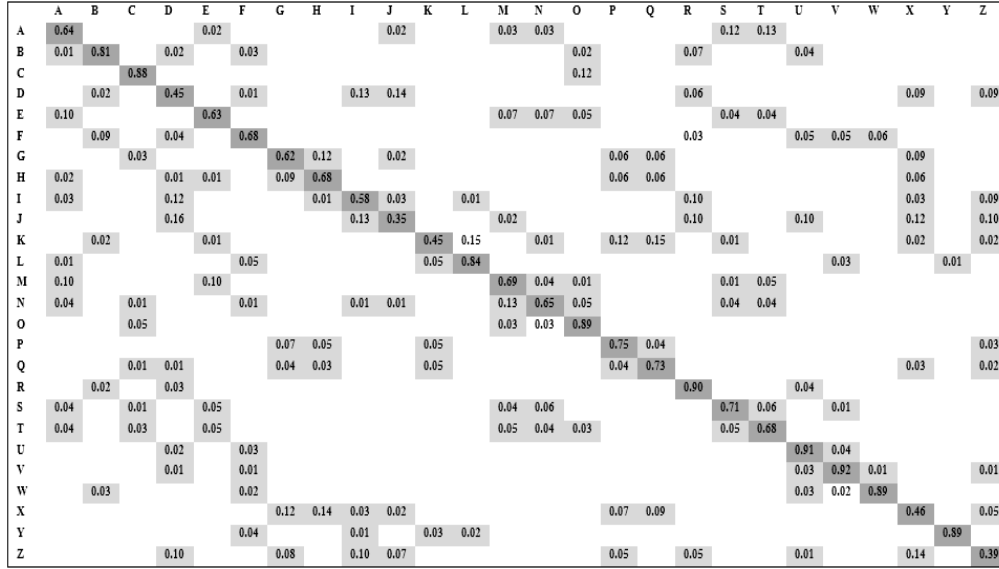 A B C D E F G H I J K L M N O P Q R S T U V W X Y Z
A 0.64 0.02 0.02 0.03 0.03 0.12 0.13
B 0.01 0.81 0.02 0.03 0.02 0.07 0.04
C 0.88 0.12
D 0.02 0.45 0.01 0.13 0.14 0.06 0.09 0.09
E 0.10 0.63 0.07 0.07 0.05 0.04 0.04
F 0.09 0.04 0.68 0.03 0.05 0.05 0.06
G 0.03 0.62 0.12 0.02 0.06 0.06 0.09
H 0.02 0.01 0.01 0.09 0.68 0.06 0.06 0.06
I 0.03 0.12 0.01 0.58 0.03 0.01 0.10 0.03 0.09
J 0.16 0.13 0.35 0.02 0.10 0.10 0.12 0.10
K 0.02 0.01 0.45 0.15 0.01 0.12 0.15 0.01 0.02 0.02
L 0.01 0.05 0.05 0.84 0.03 0.01
M 0.10 0.10 0.69 0.04 0.01 0.01 0.05
N 0.04 0.01 0.01 0.01 0.01 0.13 0.65 0.05 0.04 0.04
O 0.05 0.03 0.03 0.89
P 0.07 0.05 0.05 0.75 0.04 0.03
Q 0.01 0.01 0.04 0.03 0.05 0.04 0.73 0.03 0.02
R 0.02 0.03 0.90 0.04
S 0.04 0.01 0.05 0.04 0.06 0.71 0.06 0.01
T 0.04 0.03 0.05 0.05 0.04 0.03 0.05 0.68
U 0.02 0.03 0.91 0.04
V 0.01 0.01 0.03 0.92 0.01 0.01
W 0.03 0.02 0.03 0.02 0.89
X 0.12 0.14 0.03 0.02 0.07 0.09 0.46 0.05
Y 0.04 0.01 0.03 0.02 0.89
Z 0.10 0.08 0.10 0.07 0.05 0.05 0.01 0.14 0.39